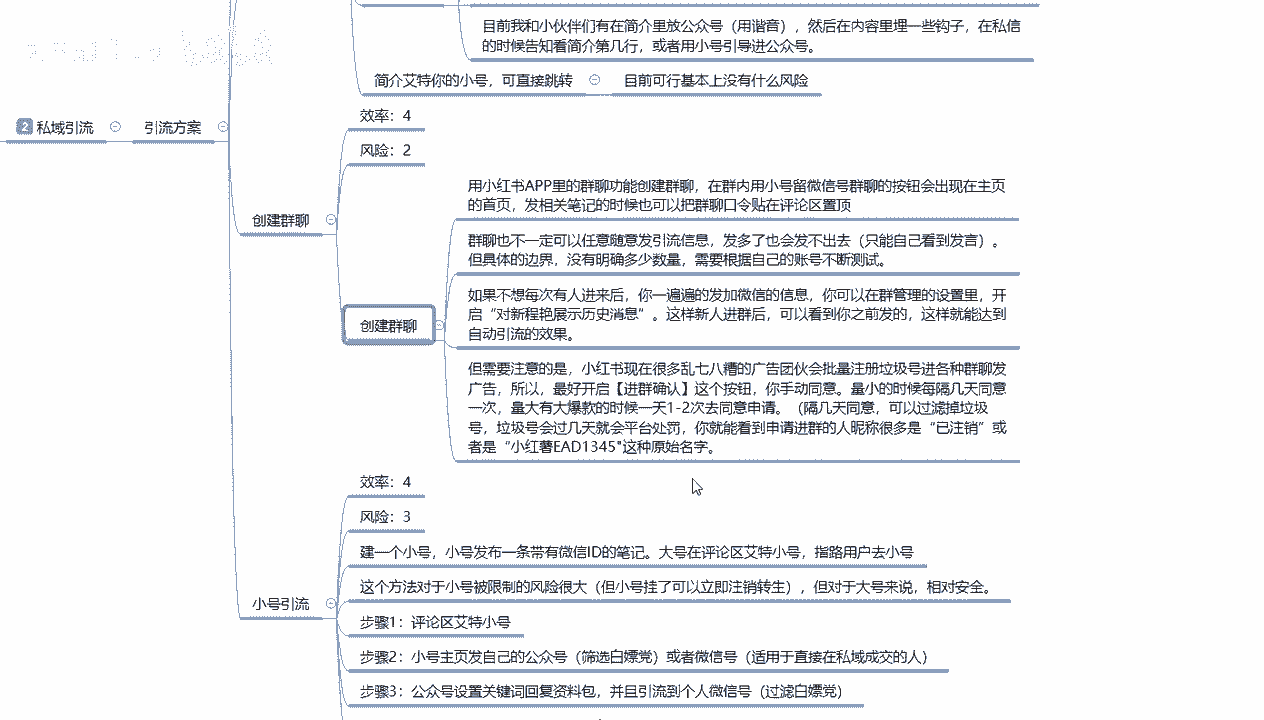 目前我和小伙伴们有在简介里放公众号（用谐音），然后在内容里埋一些钩子，在私信
的时候告知看简介第几行，或者用小号引导进公众号。
简介艾特你的小号，可直接跳转
目前可行基本上没有什么风险
2 私域引流
引流方案
效率：4
风险：2
创建群聊
用小红书APP里的群聊功能创建群聊，在群内用小号留微信号群聊的按钮会出现在主页
的首页，发相关笔记的时候也可以把群聊口令贴在评论区置顶
群聊也不一定可以任意随意发引流信息，发多了也会发不出去（只能自己看到发言）。
但具体的边界，没有明确多少数量，需要根据自己的账号不断测试。
创建群聊
如果不想每次有人进来后，你一遍遍的发加微信的信息，你可以在群管理的设置里，开
启“对新程艳展示历史消息”。这样新人进群后，可以看到你之前发的，这样就能达到
自动引流的效果。
但需要注意的是，小红书现在很多乱七八糟的广告团伙会批量注册垃圾号进各种群聊发
广告，所以，最好开启【进群确认】这个按钮，你手动同意。量小的时候每隔几天同意
一次，量大有大爆款的时候一天1-2次去同意申请。（隔几天同意，可以过滤掉垃圾
号，垃圾号会过几天就会平台处罚，你就能看到申请进群的人昵称很多是“已注销”或
者是“小红薯EAD1345"这种原始名字。
小号引流
效率：4
风险：3
建一个小号，小号发布一条带有微信ID的笔记。大号在评论区艾特小号，指路用户去小号
这个方法对于小号被限制的风险很大（但小号挂了可以立即注销转生），但对于大号来说，相对安全。
步骤1：评论区艾特小号
步骤2：小号主页发自己的公众号（筛选白嫖党）或者微信号（适用于直接在私域成交的人）
步骤3：公众号设置关键词回复资料包，并且引流到个人微信号（过滤白嫖党）